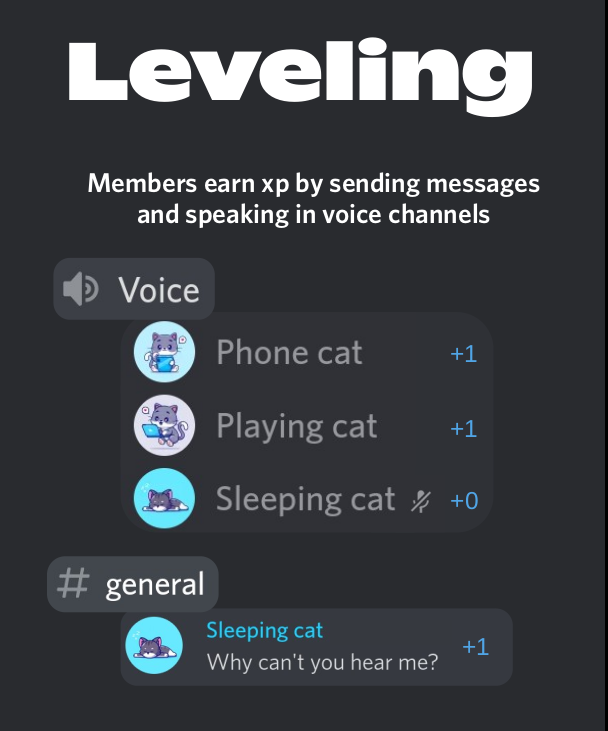 Leveling
Members earn xp by sending messages
and speaking in voice channels
Voice
Phone cat +1
Playing cat +1
Sleeping cat +0
# general
Sleeping cat
Why can't you hear me? +1